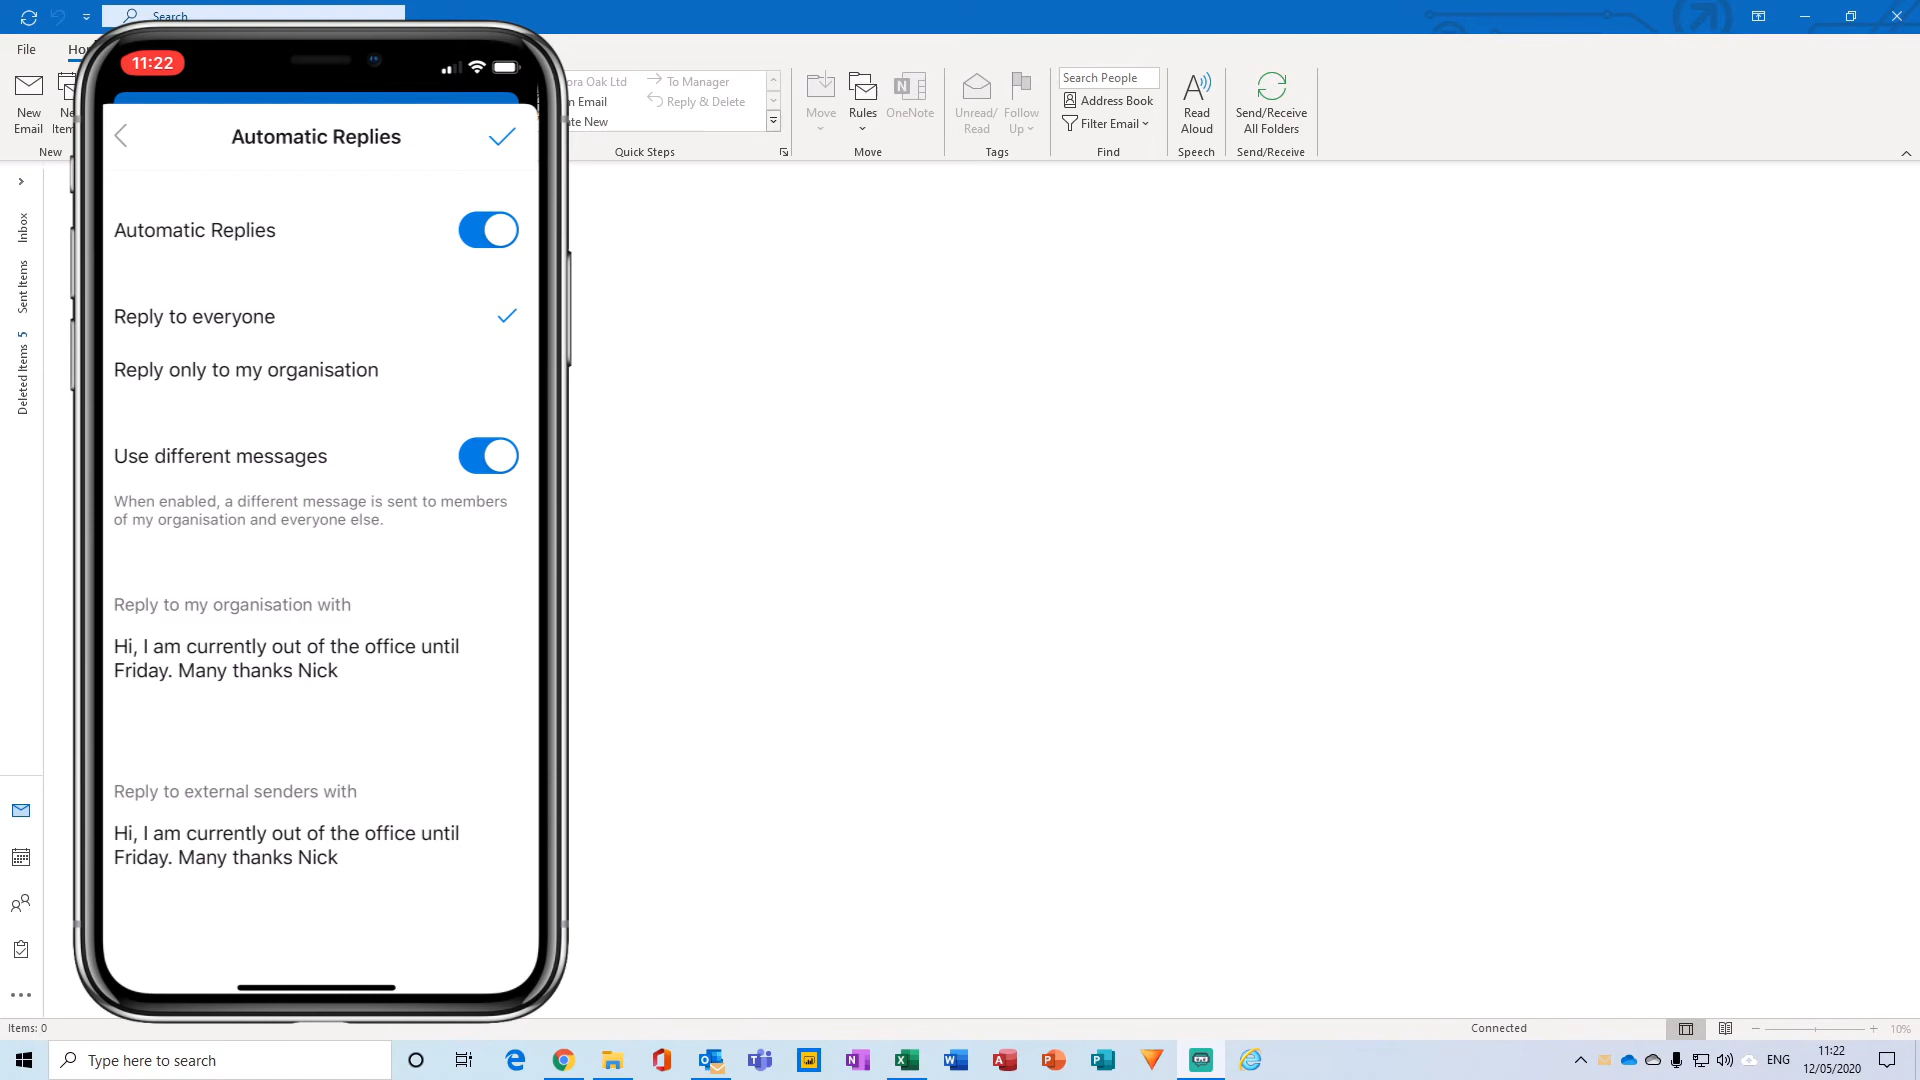 Search
File
11:22
Automatic Replies
Automatic Replies
Reply to everyone
Reply only to my organisation
Use different messages
When enabled, a different message is sent to members
of my organisation and everyone else.
Reply to my organisation with
Hi, I am currently out of the office until
Friday. Many thanks Nick
Reply to external senders with
Hi, I am currently out of the office until
Friday. Many thanks Nick
New
Email
New
To Manager
Reply & Delete
Quick Steps
Move
Rules
OneNote
Move
Unread/
Read
Follow
Up
Tags
Search People
Address Book
Filter Email
Find
Read
Aloud
Speech
Send/Receive
All Folders
Send/Receive
Inbox
Sent Items
Deleted Items 5
Items: 0
Connected
10%
Type here to search
ENG
11:22
12/05/2020